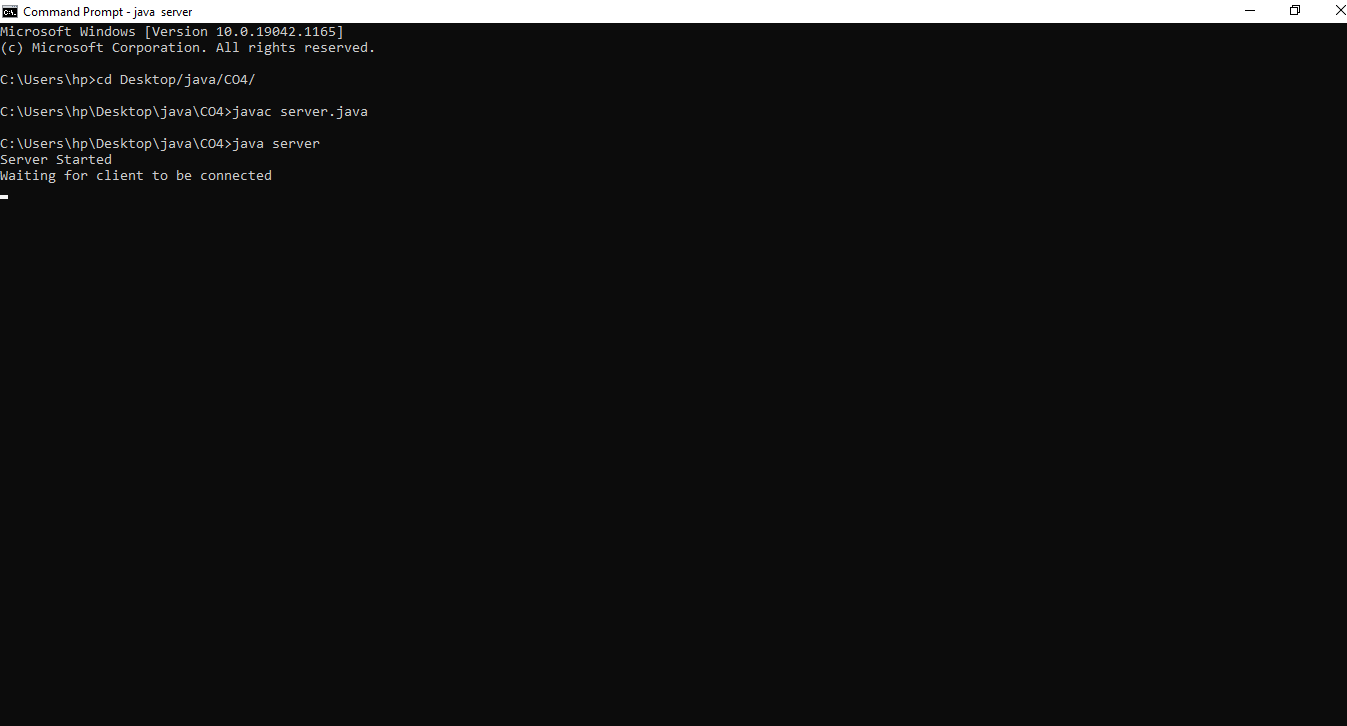 Command Prompt - java  server
Microsoft Windows [Version 10.0.19042.1165]
(c) Microsoft Corporation. All rights reserved.
C:\Users\hp>cd Desktop/java/CO4/
C:\Users\hp\Desktop\java\CO4>javac server.java
C:\Users\hp\Desktop\java\CO4>java server
Server Started
Waiting for client to be connected